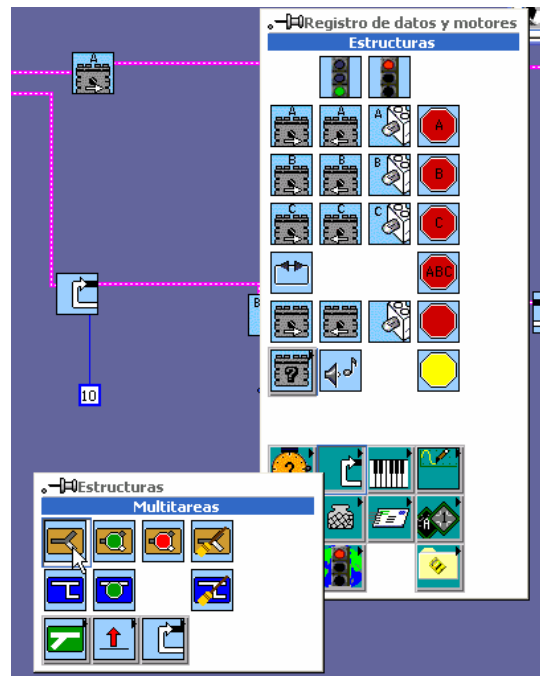 Registro de datos y motores
Estructuras
A
A A A A
B B B B
C C C C
ABC
B
?
10
?
A
Estructuras
Multitareas